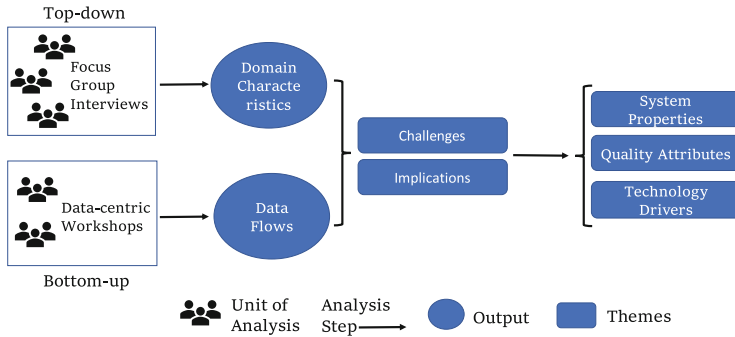 Top-down
Focus
Group
Interviews
Domain
Characte
ristics
Data-centric
Workshops
Data
Flows
Bottom-up
Challenges
Implications
System
Properties
Quality Attributes
Technology
Drivers
Unit of
Analysis
Analysis
Step
Output
Themes